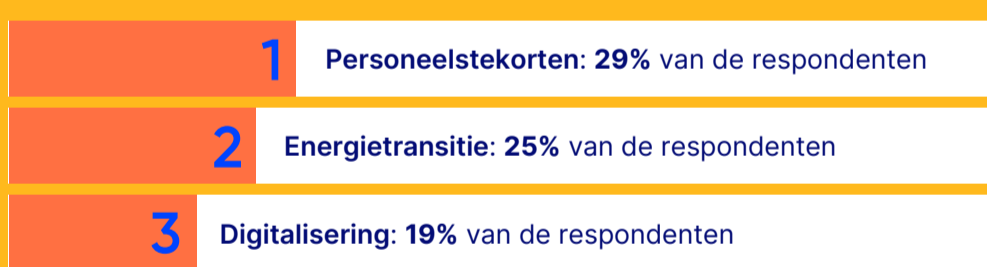 1 Personeelstekorten: 29% van de respondenten
2 Energietransitie: 25% van de respondenten
3 Digitalisering: 19% van de respondenten